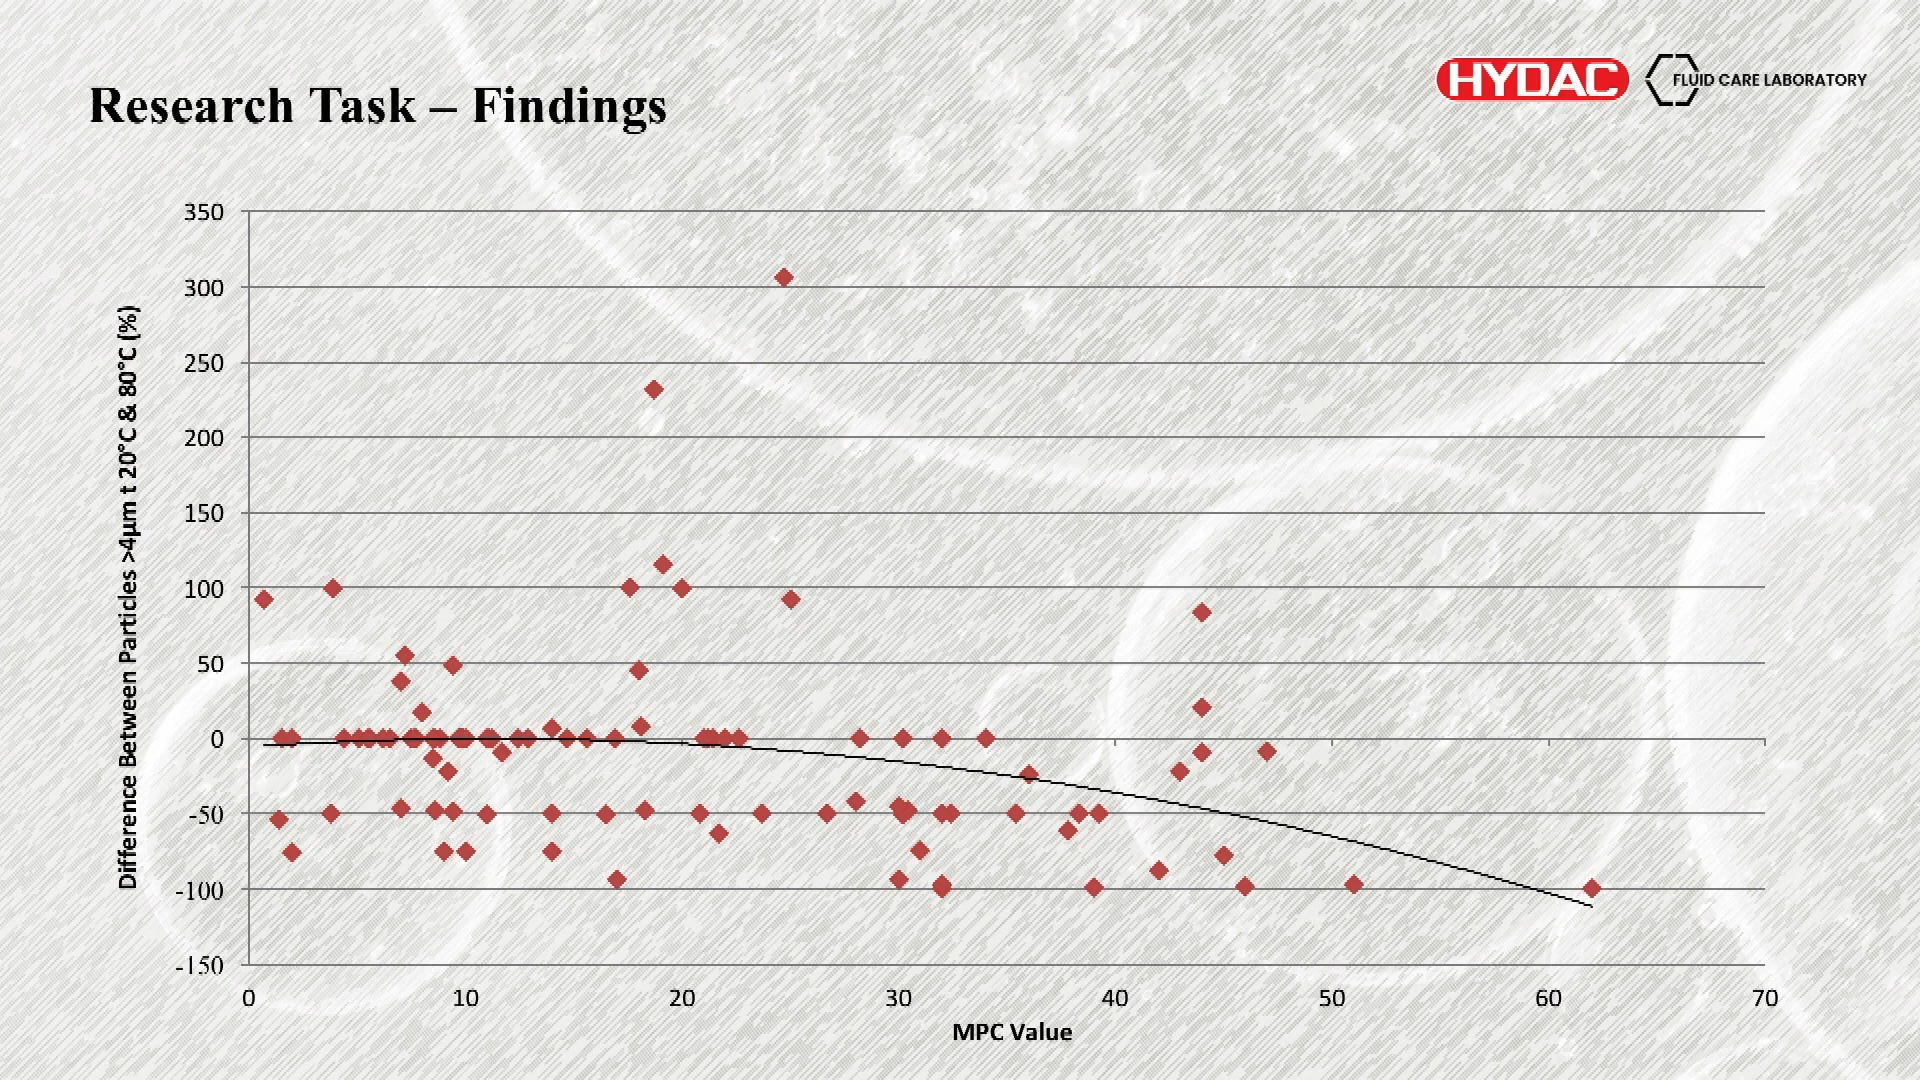 HYDAC FLUID CARE LABORATORY
Research Task – Findings
Difference Between Particles >4µm t 20°C & 80°C (%)
350
300
250
200
150
100
50
0
-50
-100
-150
0 10 20 30 40 50 60 70
MPC Value